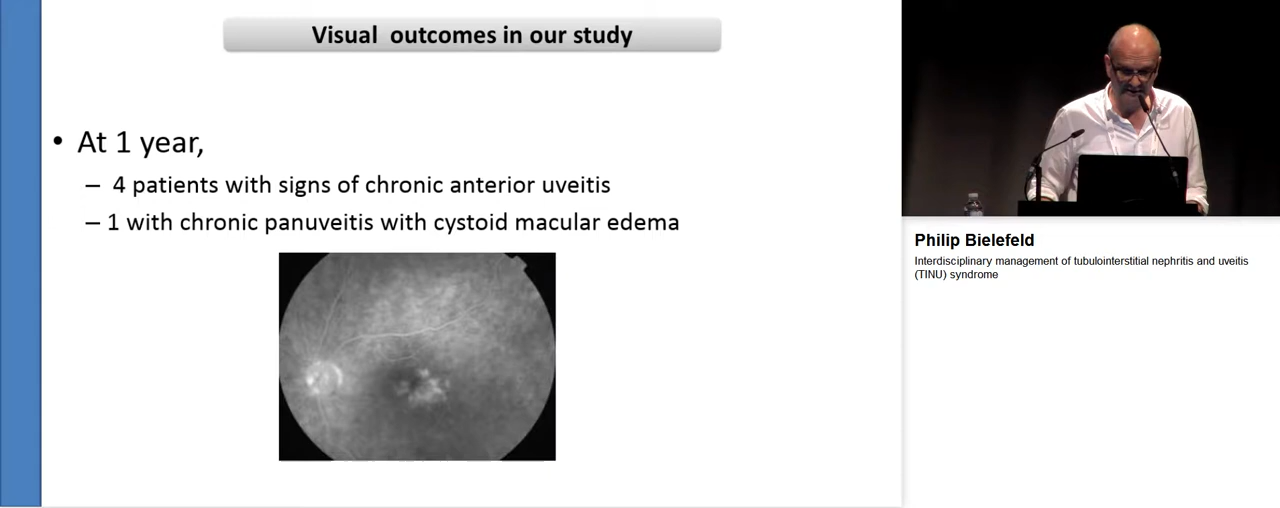 Visual outcomes in our study
• At 1 year,
– 4 patients with signs of chronic anterior uveitis
– 1 with chronic panuveitis with cystoid macular edema
Philip Bielefeld
Interdisciplinary management of tubulointerstitial nephritis and uveitis
(TINU) syndrome